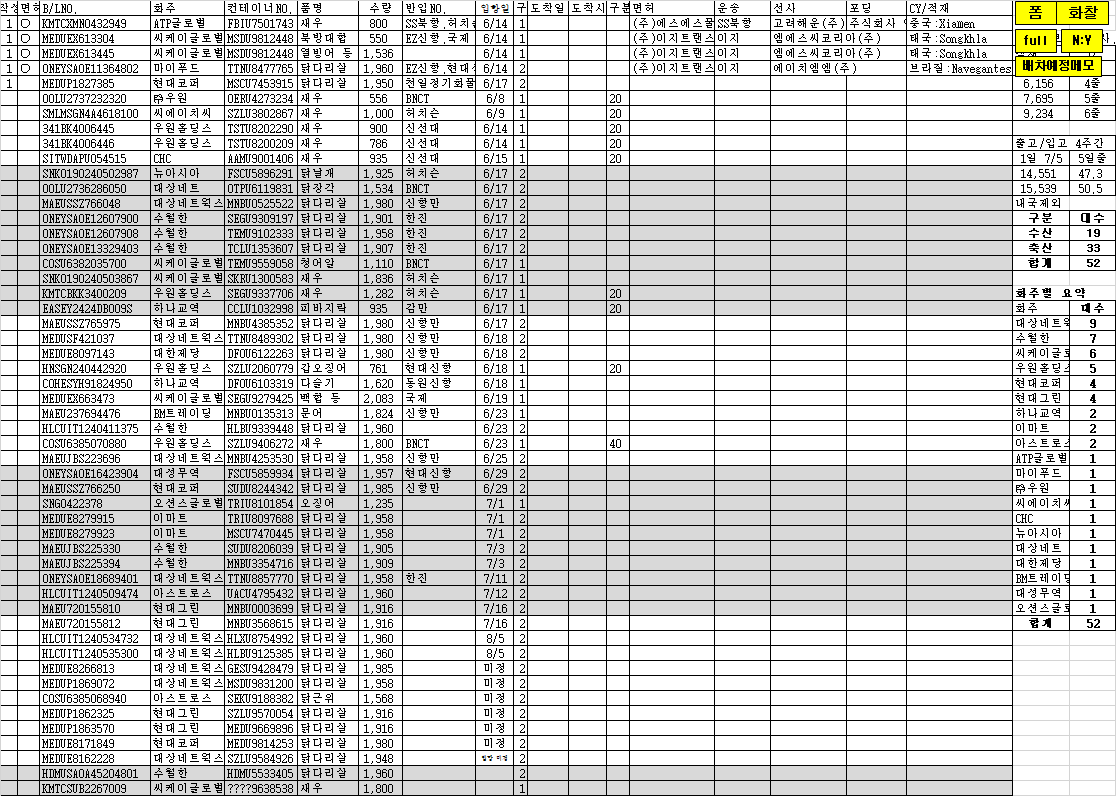 작성 면허 B/LNO. 화주 컨테이너NO. 품명 수량 반입NO. 입항일 구 도착일 도착시 구분 면허 운송 선사 포딩 CY/적재 폼 화찰
1 O KMTCXMN0432949 ATP글로벌 FBIU7501743 새우 800 SS북항,허치 6/14 1 (주)에스에스물 SS북항 고려해운(주) 주식회사 중국:Xiamen
1 O MEDUEX613304 씨케이글로벌 MSDU9812448 북방대합 550 EZ신항,국제 6/14 1 (주)이지트랜스 이지 엠에스씨코리아(주) 태국:Songkhla full N:Y
1 O MEDUEX613445 씨케이글로벌 MSDU9812448 열빙어 등 1,536 6/14 1 (주)이지트랜스 이지 엠에스씨코리아(주) 태국:Songkhla
1 O ONEYSAOE11364802 마이푸드 TTNU8477765 닭다리살 1,960 EZ신항,현대 6/14 2 (주)이지트랜스 이지 에이치엠엠(주) 브라질:Navegantes 배차예정메모
1 MEDUP1827385 현대코퍼 MSCU7453915 닭다리살 1,950 천일정기화물 6/17 2 6,156 4줄
OOLU2737232320 우원 OERU4273234 새우 556 BNCT 6/8 1 20 7,695 5줄
SMLMSGN4A4618100 씨에이치씨 SZLU3802867 새우 1,000 허치슨 6/9 1 20 9,234 6줄
341BK4006445 우원홀딩스 TSTU8202290 새우 900 신선대 6/14 1 20
341BK4006446 우원홀딩스 TSTU8200209 새우 786 신선대 6/14 1 20 출고/입고 4주간
SITWDAPU054515 CHC AAMU9001406 새우 935 신선대 6/15 1 20 1일 7/5 5일줄
SNKO190240502987 뉴아시아 FSCU5896291 닭날개 1,925 허치슨 6/17 2 14,551 47.3
OOLU2736286050 대상네트 OTPU6119831 닭장각 1,534 BNCT 6/17 2 15,539 50.5
MAEUSSZ766048 대상네트웍스 MNBU0525522 닭다리살 1,980 신항만 6/17 2 내국제외
ONEYSAOE12607900 수월한 SEGU9309197 닭다리살 1,901 한진 6/17 2 구분 대수
ONEYSAOE12607908 수월한 TEMU9102333 닭다리살 1,958 한진 6/17 2 수산 19
ONEYSAOE13329403 수월한 TCLU1353607 닭다리살 1,907 한진 6/17 2 축산 33
COSU6382035700 씨케이글로벌 TEMU9559058 청어알 1,110 BNCT 6/17 1 합계 52
SNKO190240503867 씨케이글로벌 SKRU1300583 새우 1,836 허치슨 6/17 1
KMTCBKK3400209 우원홀딩스 SEGU9337706 새우 1,282 허치슨 6/17 1 20 화주별 요약
EASEY2424DB009S 하나교역 CCLU1032998 피바지락 935 감만 6/17 1 20 화주 대수
MAEUSSZ765975 현대코퍼 MNBU4385352 닭다리살 1,980 신항만 6/17 2 대상네트웍 9
MEDUSF421037 대상네트웍스 TTNU8489302 닭다리살 1,980 신항만 6/18 2 수월한 7
MEDUE8097143 대한제당 DFOU6122263 닭다리살 1,980 신항만 6/18 2 씨케이글로 6
HNSGN240442920 우원홀딩스 SZLU2060779 갑오징어 761 현대신항 6/18 1 20 우원홀딩스 5
COHESYH91824950 하나교역 DFOU6103319 다슬기 1,620 동원신항 6/18 1 현대코퍼 4
MEDUEX663473 씨케이글로벌 SEGU9279425 백합 등 2,083 국제 6/19 1 현대그린 4
MAEU237694476 BM트레이딩 MNBU0135313 문어 1,824 신항만 6/23 1 하나교역 2
HLCUIT1240411375 수월한 HLBU9339448 닭다리살 1,960 6/23 2 이마트 2
COSU6385070880 우원홀딩스 SZLU9406272 새우 1,800 BNCT 6/23 1 40 아스트로스 2
MAEUJBS223696 대상네트웍스 MNBU4253530 닭다리살 1,958 신항만 6/25 2 ATP글로벌 1
ONEYSAOE16423904 대성무역 FSCU5859934 닭다리살 1,957 현대신항 6/29 2 마이푸드 1
MAEUSSZ766250 현대코퍼 SUDU8244342 닭다리살 1,985 신항만 6/29 2 우원 1
SNG0422378 오션스글로벌 TRIU8101854 오징어 1,235 7/1 1 씨에이치씨 1
MEDUE8279915 이마트 TRIU8097688 닭다리살 1,958 7/1 2 CHC 1
MEDUE8279923 이마트 MSCU7470445 닭다리살 1,958 7/1 2 뉴아시아 1
MAEUJBS225330 수월한 SUDU8206039 닭다리살 1,905 7/3 2 대상네트 1
MAEUJBS225394 수월한 MNBU3354716 닭다리살 1,909 7/3 2 대한제당 1
ONEYSAOE18689401 대상네트웍스 TTNU8857770 닭다리살 1,958 한진 7/11 2 BM트레이딩 1
HLCUIT1240509474 아스트로스 UACU4795432 닭다리살 1,960 7/12 2 대성무역 1
MAEU720155810 현대그린 MNBU0003699 닭다리살 1,916 7/16 2 오션스글로 1
MAEU720155812 현대그린 MNBU3568615 닭다리살 1,916 7/16 2 합계 52
HLCUIT1240534732 대상네트웍스 HLXU8754992 닭다리살 1,960 8/5 2
HLCUIT1240535300 대상네트웍스 HLBU9125385 닭다리살 1,960 8/5 2
MEDUE8266813 대상네트웍스 GESU9428479 닭다리살 1,985 미정 2
MEDUP1869072 대상네트웍스 MSDU9831200 닭다리살 1,958 미정 2
COSU6385068940 아스트로스 SEKU9188382 닭근위 1,568 미정 2
MEDUP1862325 현대그린 SZLU9570054 닭다리살 1,916 미정 2
MEDUP1863570 현대그린 MEDU9669896 닭다리살 1,916 미정 2
MEDUE8171849 현대코퍼 MEDU9814253 닭다리살 1,980 미정 2
MEDUE8162228 대상네트웍스 SZLU9584926 닭다리살 1,948 미정 2
HDMUSAOA45204801 수월한 HDMU5533405 닭다리살 1,960 2
KMTCSUB2267009 씨케이글로벌 ????9638538 새우 1,800 1